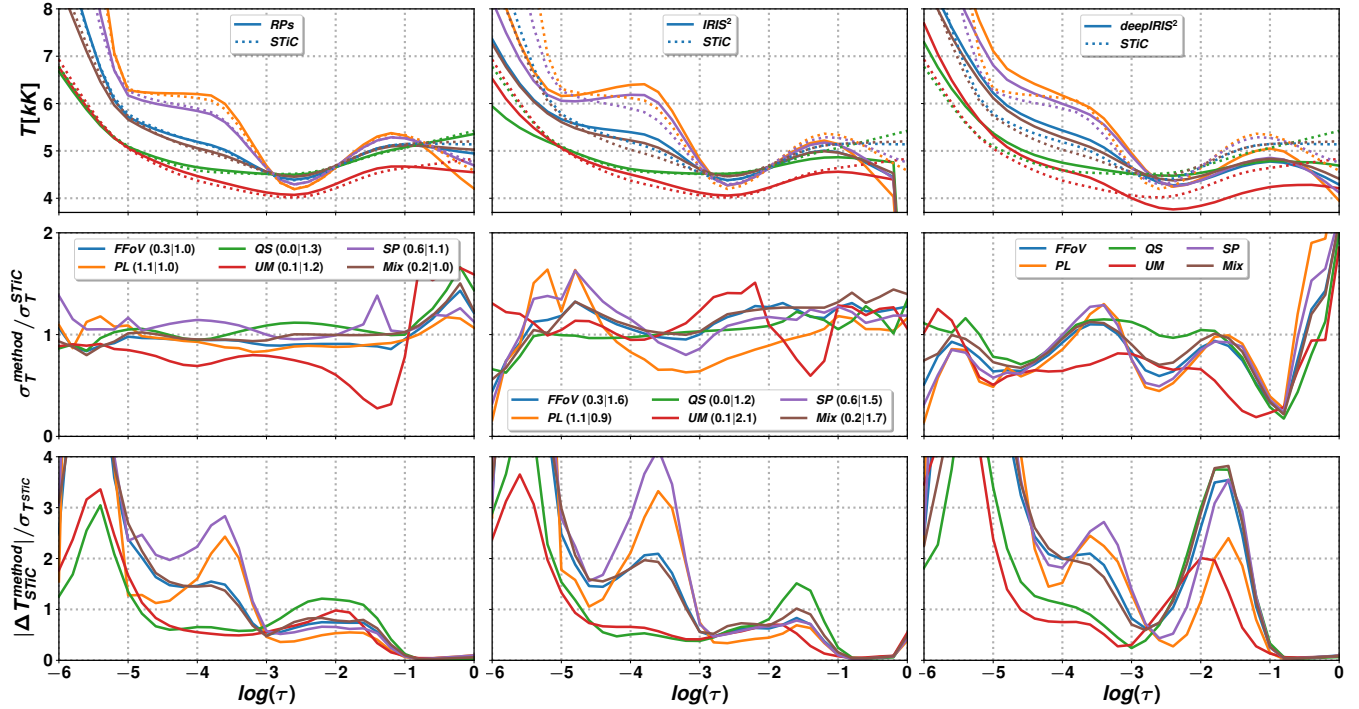 8
7
6
5
4
T[kK]
RPs
STiC
IRIS²
STiC
deepIRIS²
STiC
2
1
0
σ_T^method / σ_T^STiC
FFoV (0.3|1.0) QS (0.0|1.3) SP (0.6|1.1)
PL (1.1|1.0) UM (0.1|1.2) Mix (0.2|1.0)
FFoV (0.3|1.6) QS (0.0|1.2) SP (0.6|1.5)
PL (1.1|0.9) UM (0.1|2.1) Mix (0.2|1.7)
FFoV QS SP
PL UM Mix
4
3
2
1
0
|ΔT_STiC^method| / σ_T^STiC
−6 −5 −4 −3 −2 −1 −6 −5 −4 −3 −2 −1 −6 −5 −4 −3 −2 −1 0
log(τ) log(τ) log(τ)